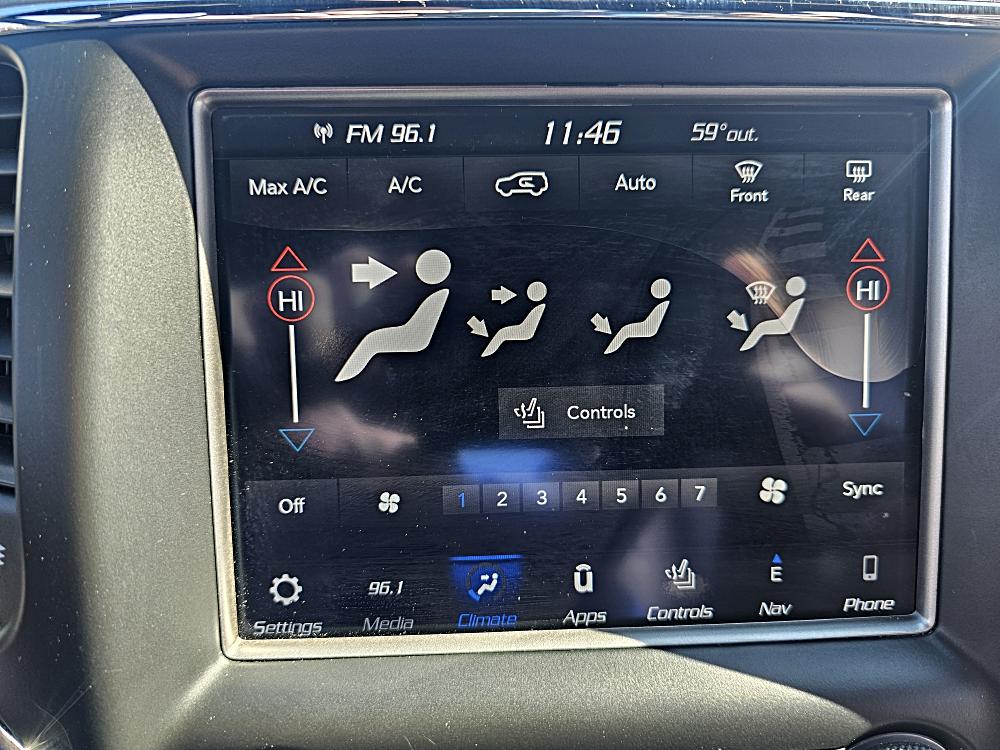 FM 96.1 11:46 59° out.
Max A/C A/C Auto Front Rear
HI HI
Controls
Off 1 2 3 4 5 6 7 Sync
96.1 E
Settings Media Climate Apps Controls Nav Phone